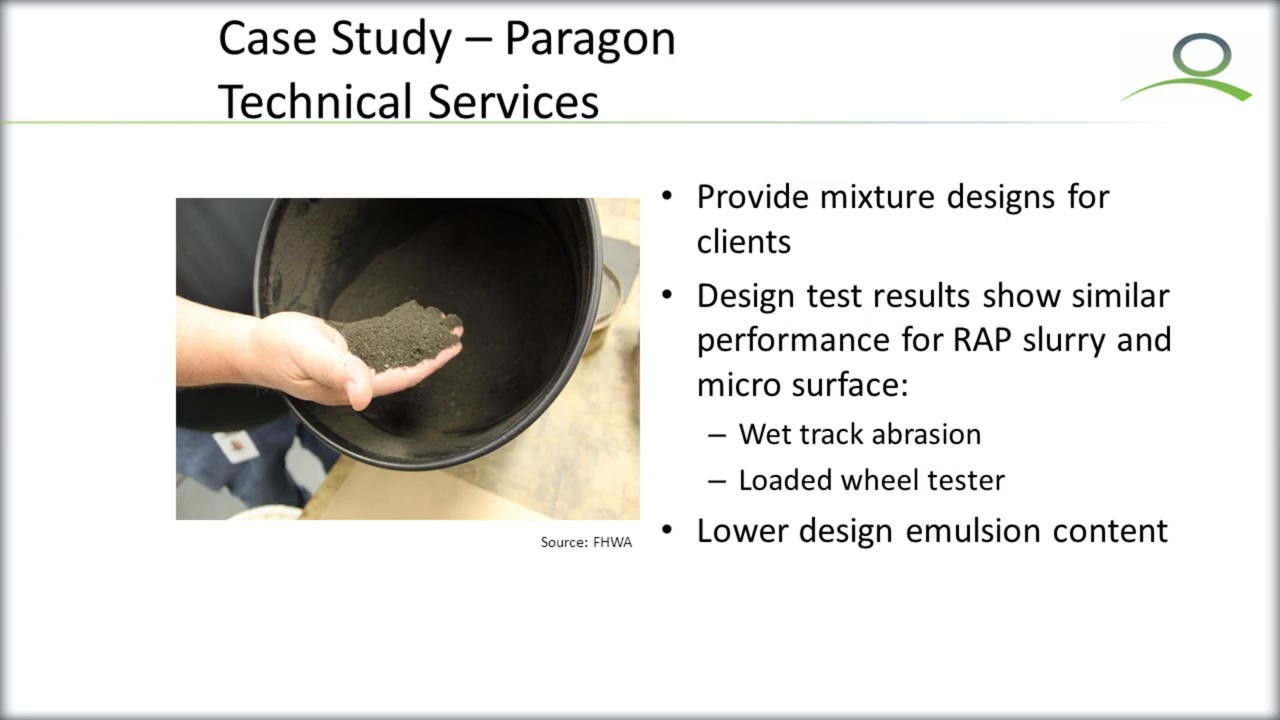 Case Study – Paragon
Technical Services
• Provide mixture designs for
clients
• Design test results show similar
performance for RAP slurry and
micro surface:
– Wet track abrasion
– Loaded wheel tester
• Lower design emulsion content
Source: FHWA